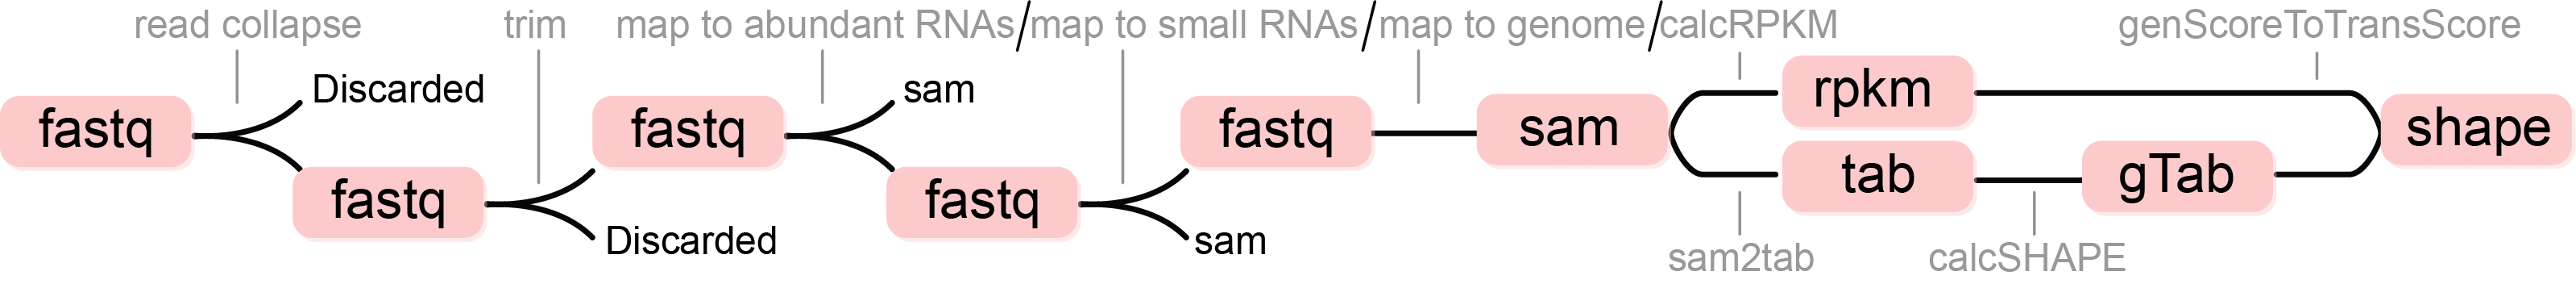 read collapse
trim
map to abundant RNAs/map to small RNAs/map to genome/calcRPKM
genScoreToTransScore
fastq
Discarded
fastq
fastq
Discarded
sam
fastq
fastq
sam
sam
rpkm
tab
gTab
shape
sam2tab
calcSHAPE